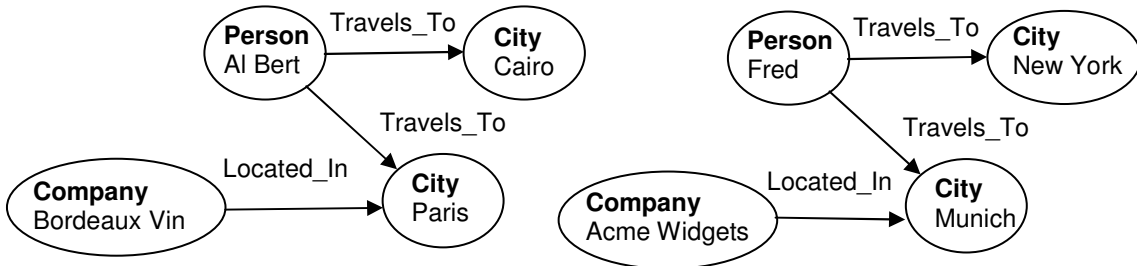 Travels_To
Person
Al Bert
City
Cairo
Travels_To
Located_In
Company
Bordeaux Vin
City
Paris
Travels_To
Person
Fred
City
New York
Travels_To
Located_In
Company
Acme Widgets
City
Munich